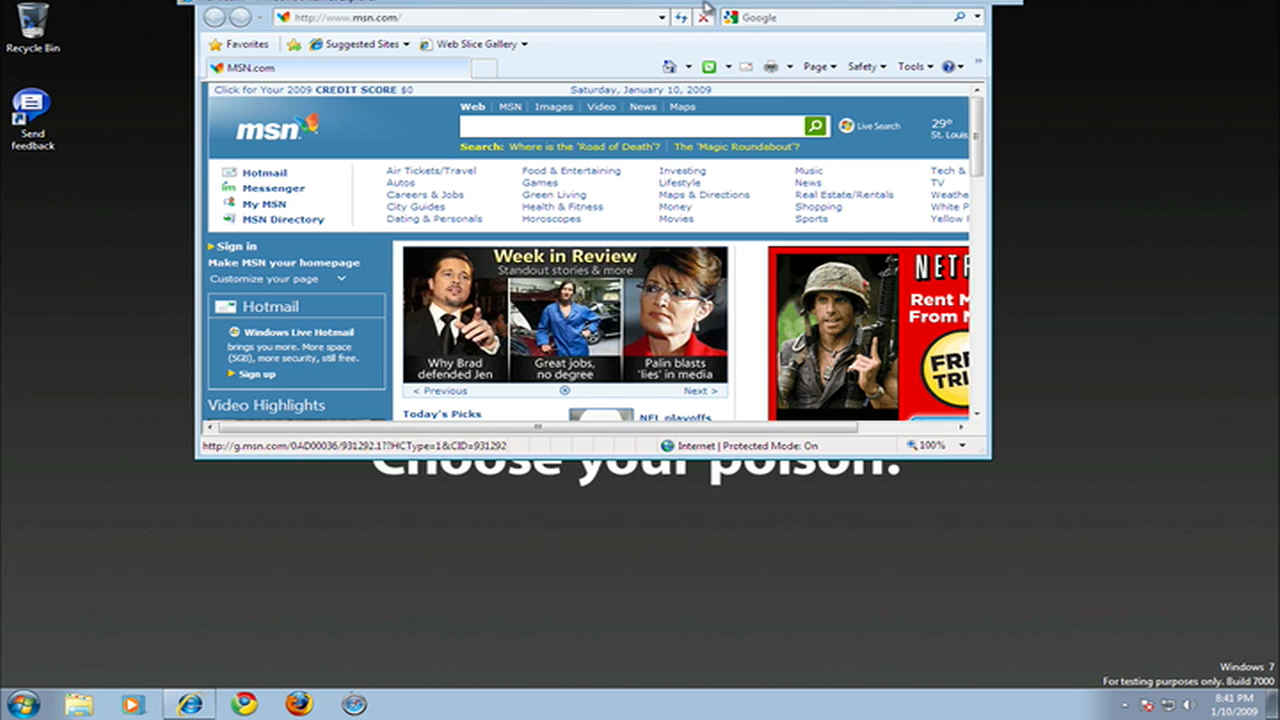 Recycle Bin
Send
feedback
http://www.msn.com/
Google
Favorites
Suggested Sites
Web Slice Gallery
MSN.com
Page
Safety
Tools
Click for Your 2009 CREDIT SCORE $0
Saturday, January 10, 2009
msn
Web | MSN | Images | Video | News | Maps
Live Search
29°
St. Louis
Search: Where is the 'Road of Death'? | The 'Magic Roundabout'?
Hotmail
Messenger
My MSN
MSN Directory
Air Tickets/Travel
Autos
Careers & Jobs
City Guides
Dating & Personals
Food & Entertaining
Games
Green Living
Health & Fitness
Horoscopes
Investing
Lifestyle
Maps & Directions
Money
Movies
Music
News
Real Estate/Rentals
Shopping
Sports
Tech &
TV
Weathe
White P
Yellow P
Sign in
Make MSN your homepage
Customize your page
Hotmail
Windows Live Hotmail
brings you more. More space
(5GB), more security, still free.
Sign up
Video Highlights
Week in Review
Standout stories & more
Why Brad
defended Jen
Great jobs,
no degree
Palin blasts
'lies' in media
< Previous
Next >
Today's Picks
NFL playoffs
NETF
Rent M
From N
FRE
TRI
http://g.msn.com/0AD00036/931292.1??HCType=1&CID=931292
Internet | Protected Mode: On
100%
Choose your poison.
Windows 7
For testing purposes only. Build 7000
8:41 PM
1/10/2009